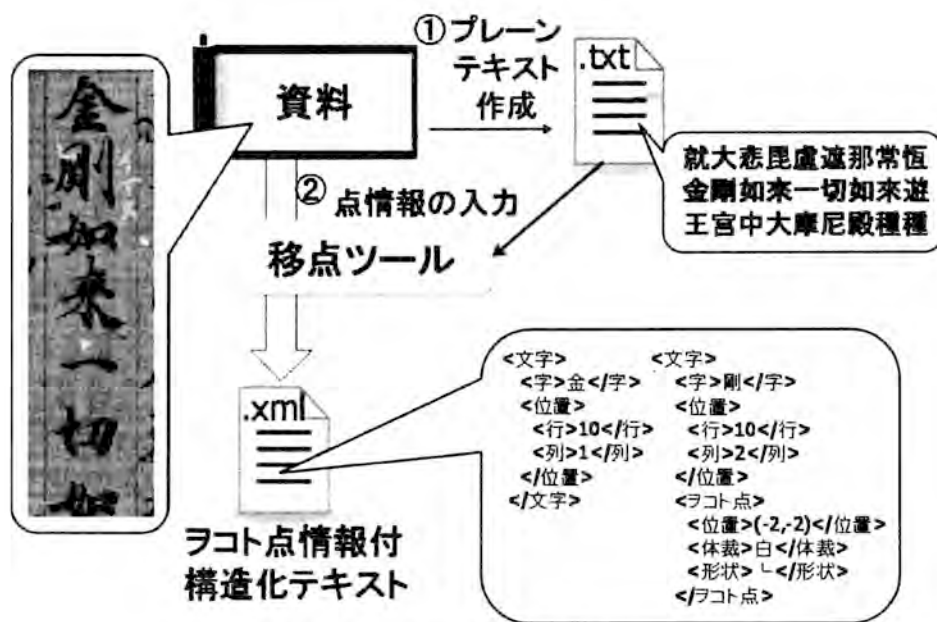 金
剛
如
来
一
切
如
資料
①プレーン
テキスト
作成
.txt
就大悲毘盧遮那常恆
金剛如來一切如來遊
王宮中大摩尼殿種種
② 点情報の入力
移点ツール
.xml
ヲコト点情報付
構造化テキスト
<文字>
<字>金</字>
<位置>
<行>10</行>
<列>1</列>
</位置>
</文字>
<文字>
<字>剛</字>
<位置>
<行>10</行>
<列>2</列>
</位置>
<ヲコト点>
<位置>(-2,-2)</位置>
<体裁>白</体裁>
<形状>└</形状>
</ヲコト点>